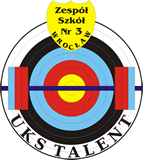 Zespół
Szkół
Nr 3
WROCŁAW
UKS TALENT